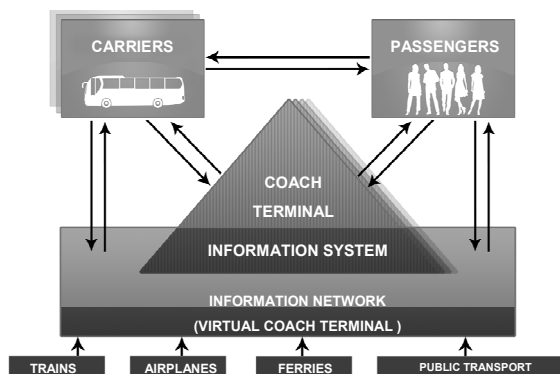 CARRIERS
PASSENGERS
COACH
TERMINAL
INFORMATION SYSTEM
INFORMATION NETWORK
(VIRTUAL COACH TERMINAL )
TRAINS
AIRPLANES
FERRIES
PUBLIC TRANSPORT